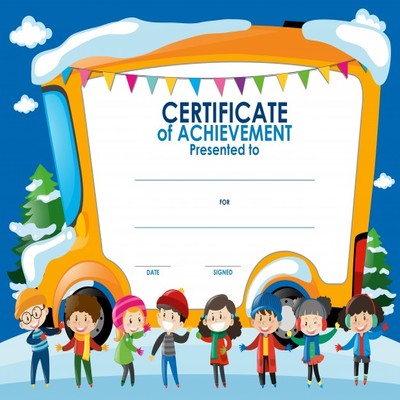 CERTIFICATE
of ACHIEVEMENT
Presented to
FOR
DATE SIGNED